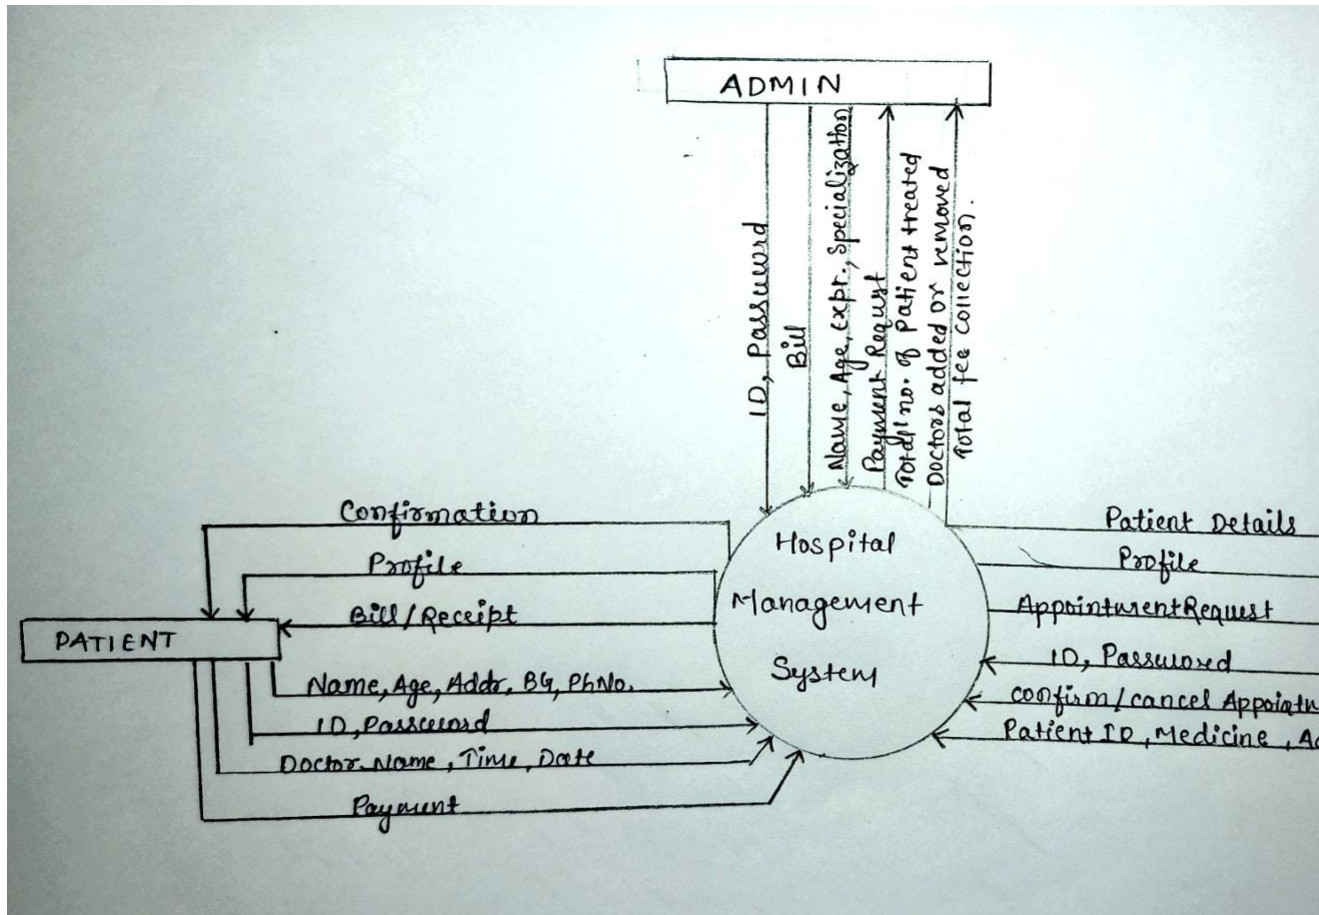 ADMIN
ID, Password
Bill
Name, Age, Expr., Specialization
Payment Request
Total no. of Patient treated
Doctors added or removed
Total fee collection.
Confirmation
Profile
Bill/Receipt
PATIENT
Name, Age, Addr, BG, PhNo.
ID, Password
Doctor Name, Time, Date
Payment
Hospital
Management
System
Patient Details
Profile
Appointment Request
ID, Password
confirm/cancel Appointm
Patient ID, Medicine,